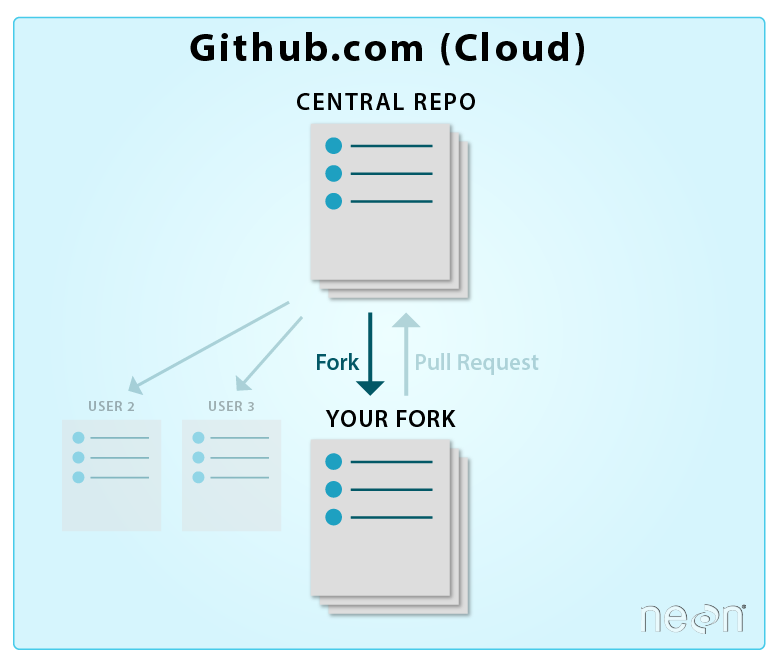 Github.com (Cloud)
CENTRAL REPO
Fork
Pull Request
USER 2
USER 3
YOUR FORK
neon